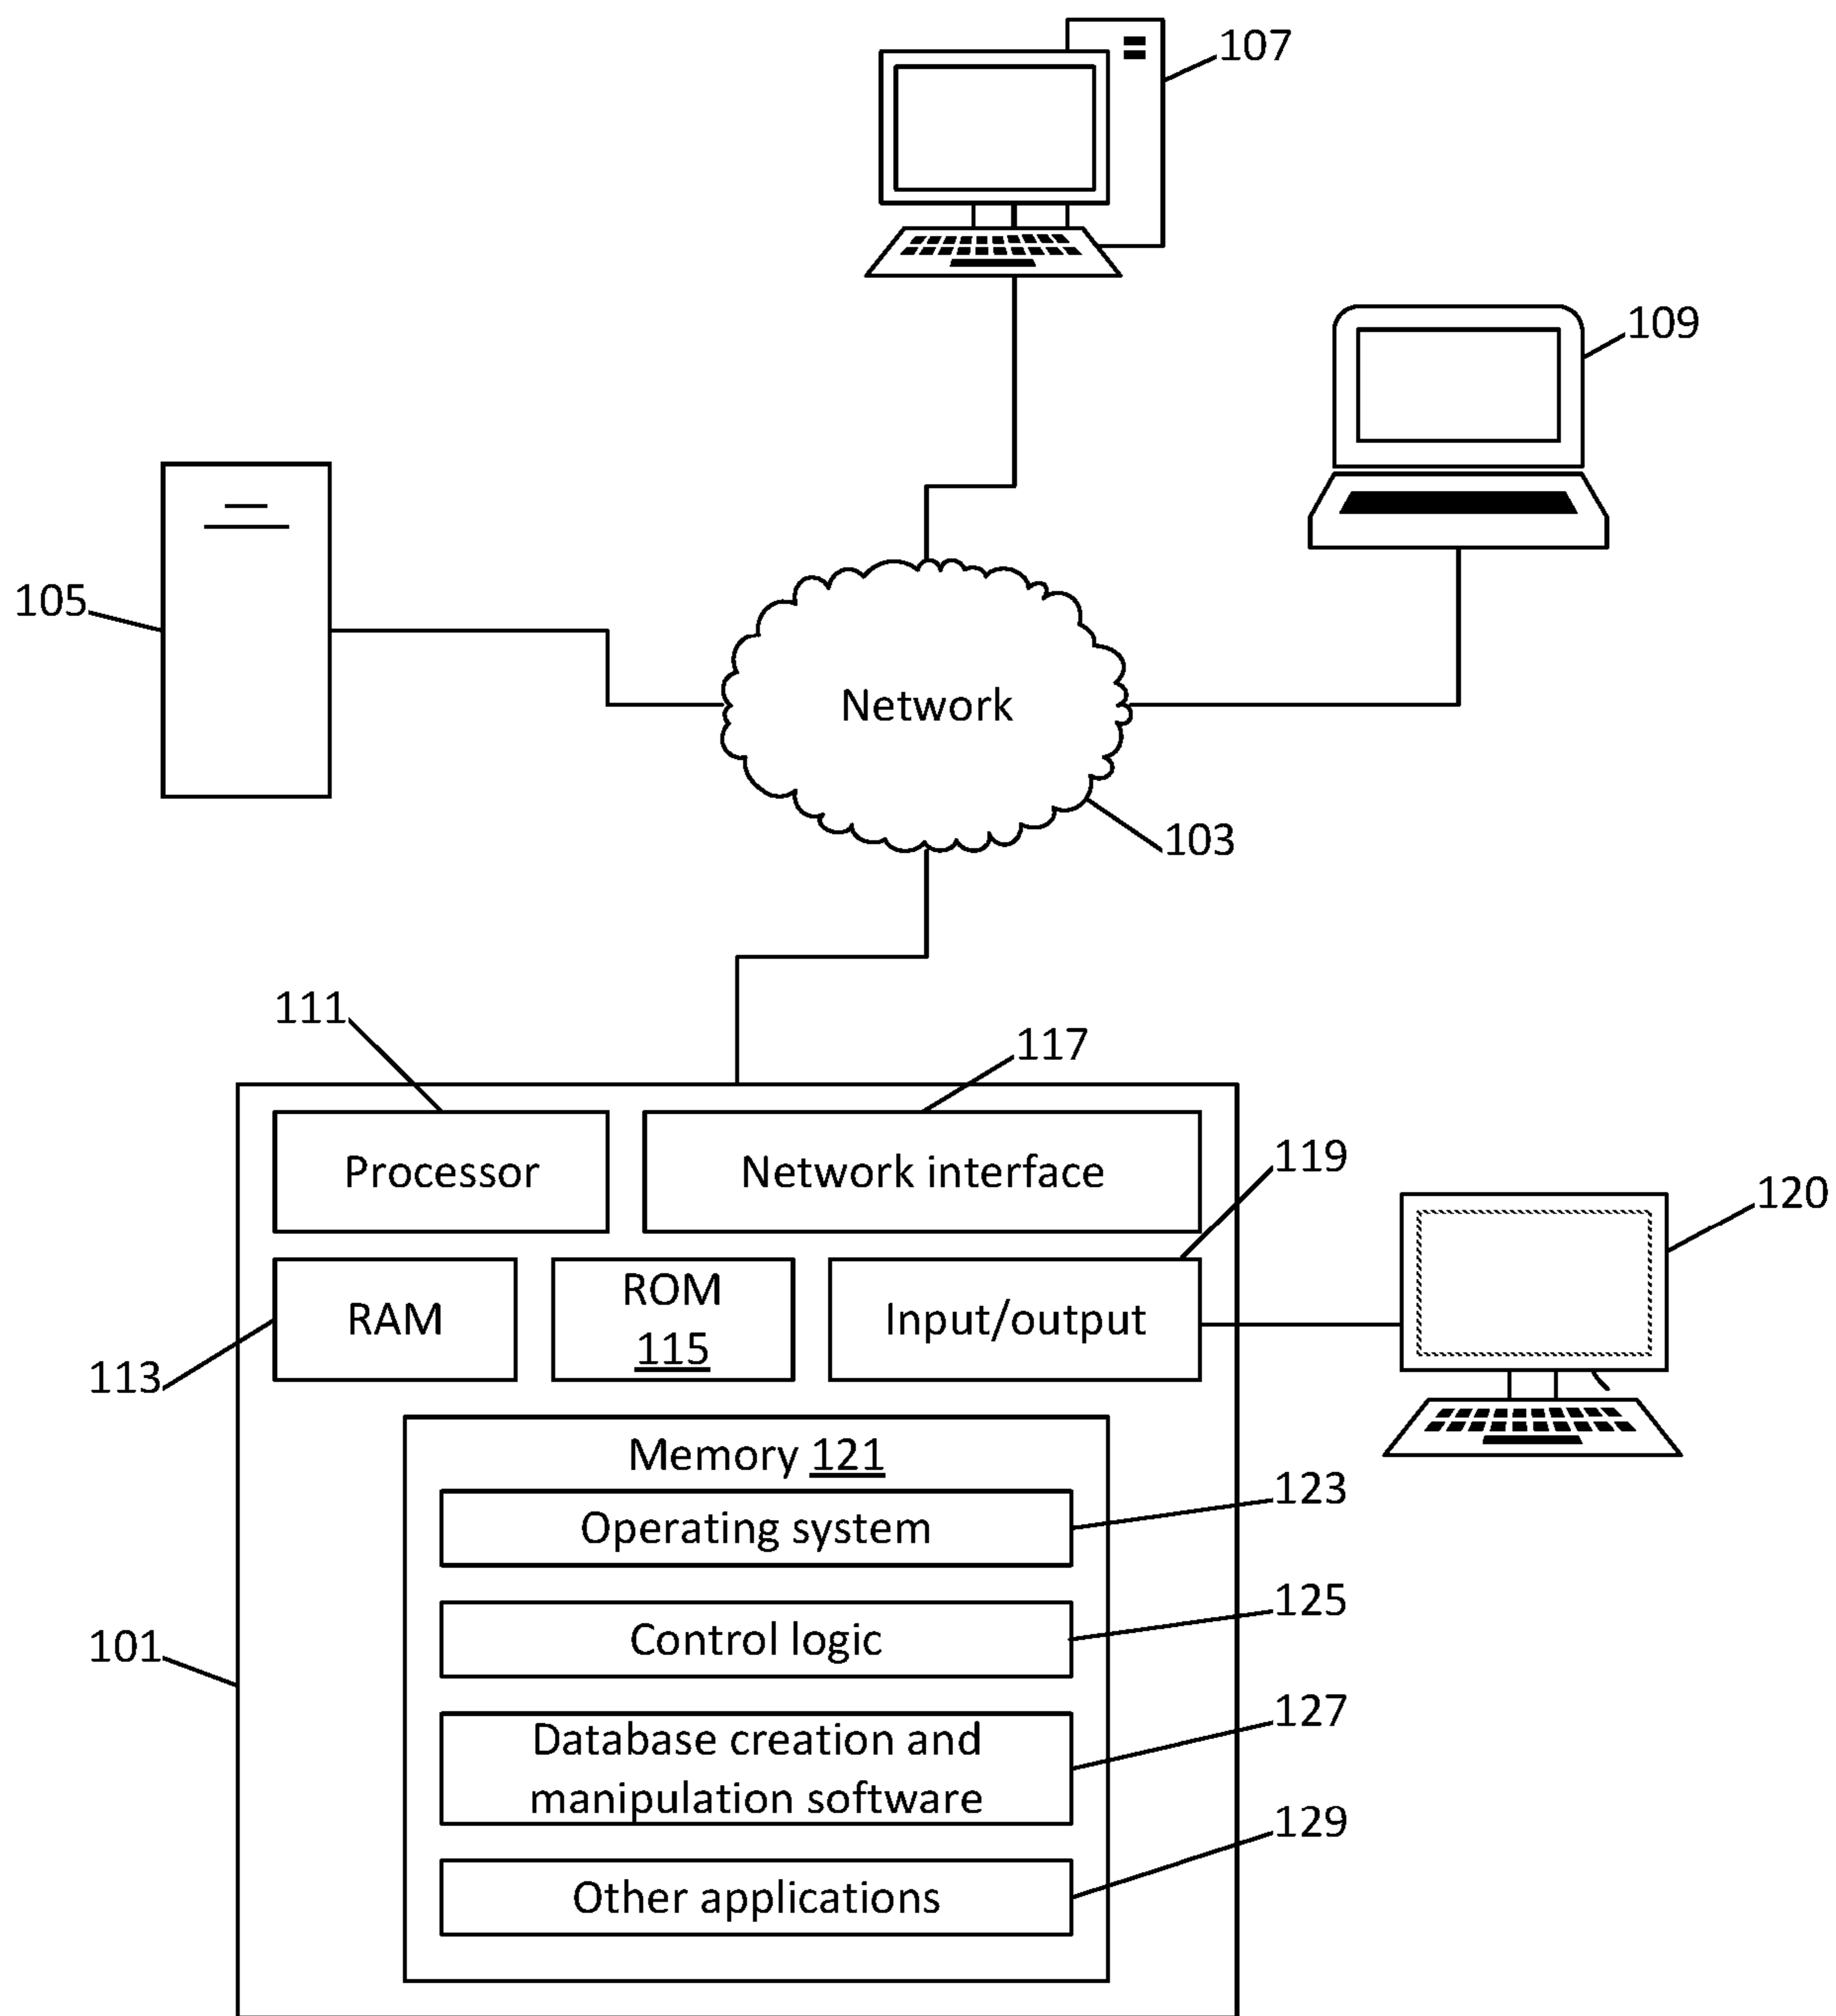 107
109
105
Network
103
111
117
Processor
Network interface
119
120
RAM
ROM
115
Input/output
113
Memory 121
Operating system
123
Control logic
125
101
Database creation and
manipulation software
127
Other applications
129